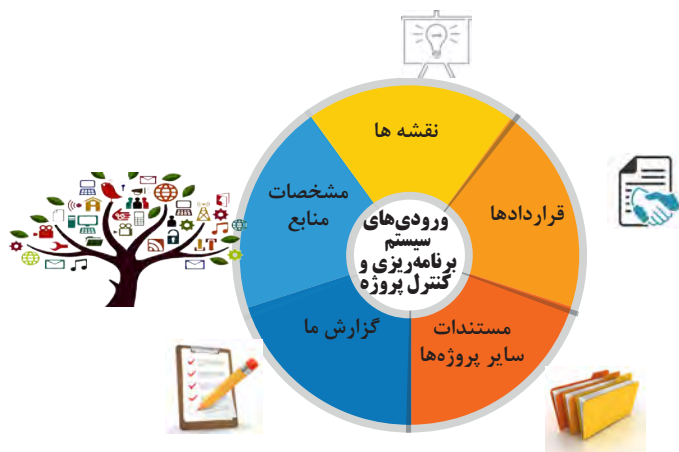 نقشه ها
قراردادها
مستندات
سایر پروژه‌ها
گزارش ما
مشخصات
منابع
ورودی‌های
سیستم
برنامه‌ریزی و
کنترل پروژه